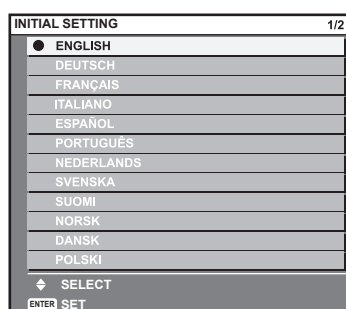 INITIAL SETTING 1/2
ENGLISH
DEUTSCH
FRANÇAIS
ITALIANO
ESPAÑOL
PORTUGUÊS
NEDERLANDS
SVENSKA
SUOMI
NORSK
DANSK
POLSKI
SELECT
ENTER SET